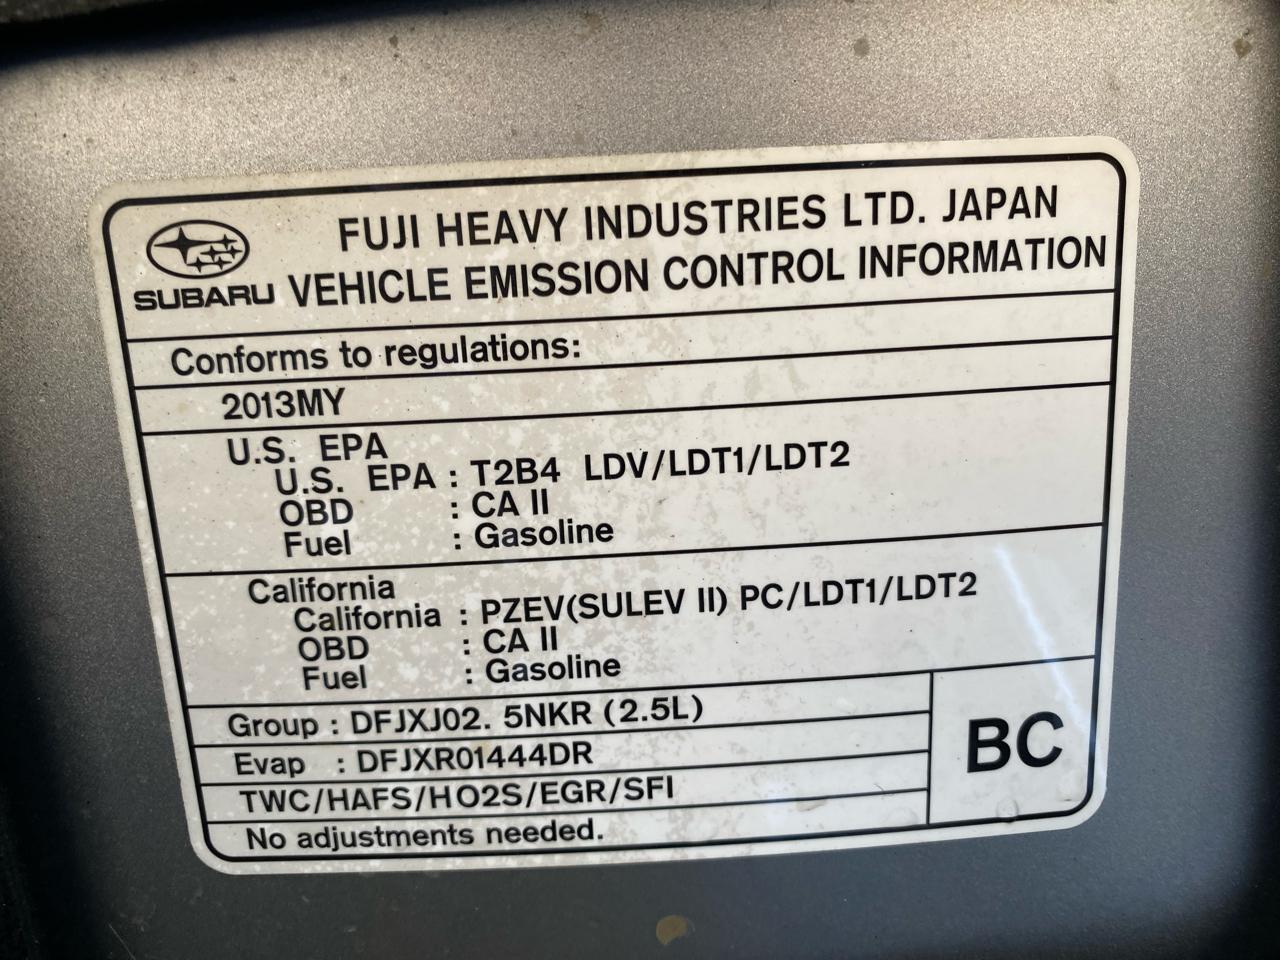 FUJI HEAVY INDUSTRIES LTD. JAPAN
SUBARU VEHICLE EMISSION CONTROL INFORMATION
Conforms to regulations:
2013MY
U.S. EPA
U.S. EPA : T2B4 LDV/LDT1/LDT2
OBD : CA II
Fuel : Gasoline
California
California : PZEV(SULEV II) PC/LDT1/LDT2
OBD : CA II
Fuel : Gasoline
Group : DFJXJ02. 5NKR (2.5L)
Evap : DFJXR01444DR
TWC/HAFS/HO2S/EGR/SFI
No adjustments needed.
BC